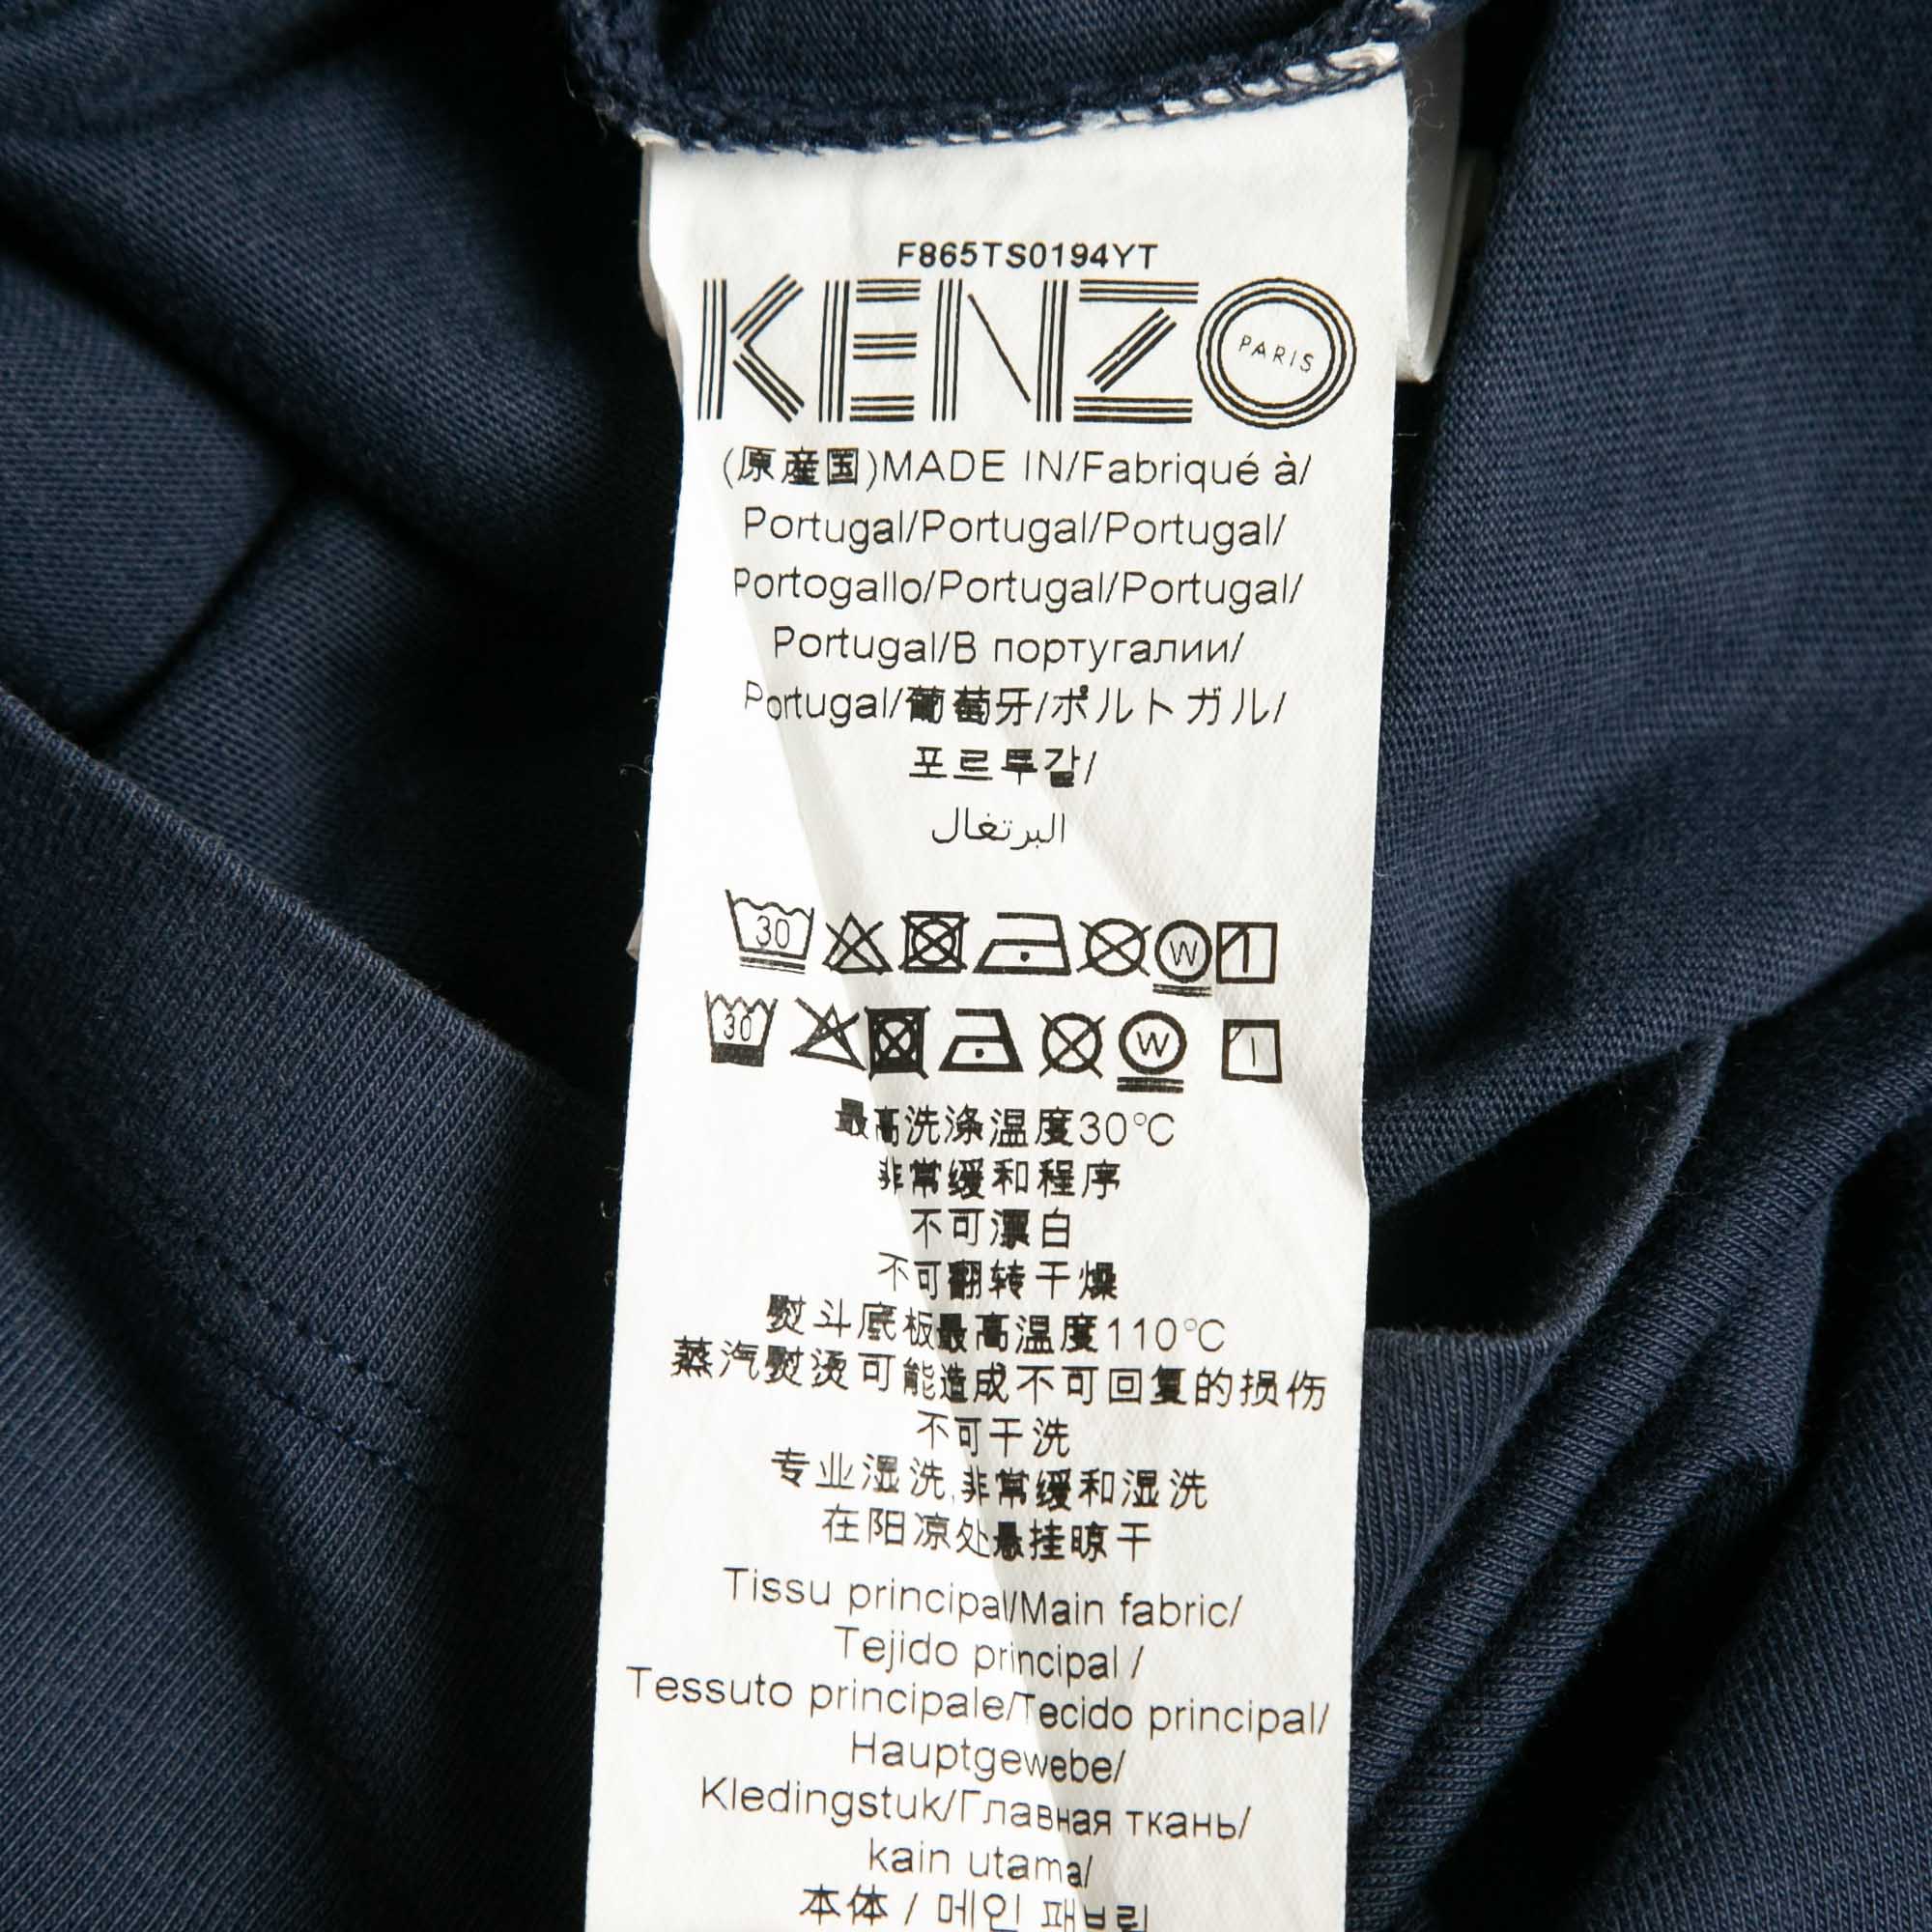 F865TS0194YT
KENZO
PARIS
(原産国)MADE IN/Fabriqué à/
Portugal/Portugal/Portugal/
Portogallo/Portugal/Portugal/
Portugal/В португалии/
Portugal/葡萄牙/ポルトガル/
포르투갈/
البرتغال
30 W
30 W
最高洗涤温度30°C
非常缓和程序
不可漂白
不可翻转干燥
熨斗底板最高温度110°C
蒸汽熨烫可能造成不可回复的损伤
不可干洗
专业湿洗,非常缓和湿洗
在阳凉处悬挂晾干
Tissu principal/Main fabric/
Tejido principal /
Tessuto principale/Tecido principal/
Hauptgewebe/
Kledingstuk/Главная ткань/
kain utama/
本体 / 메인 패브릭